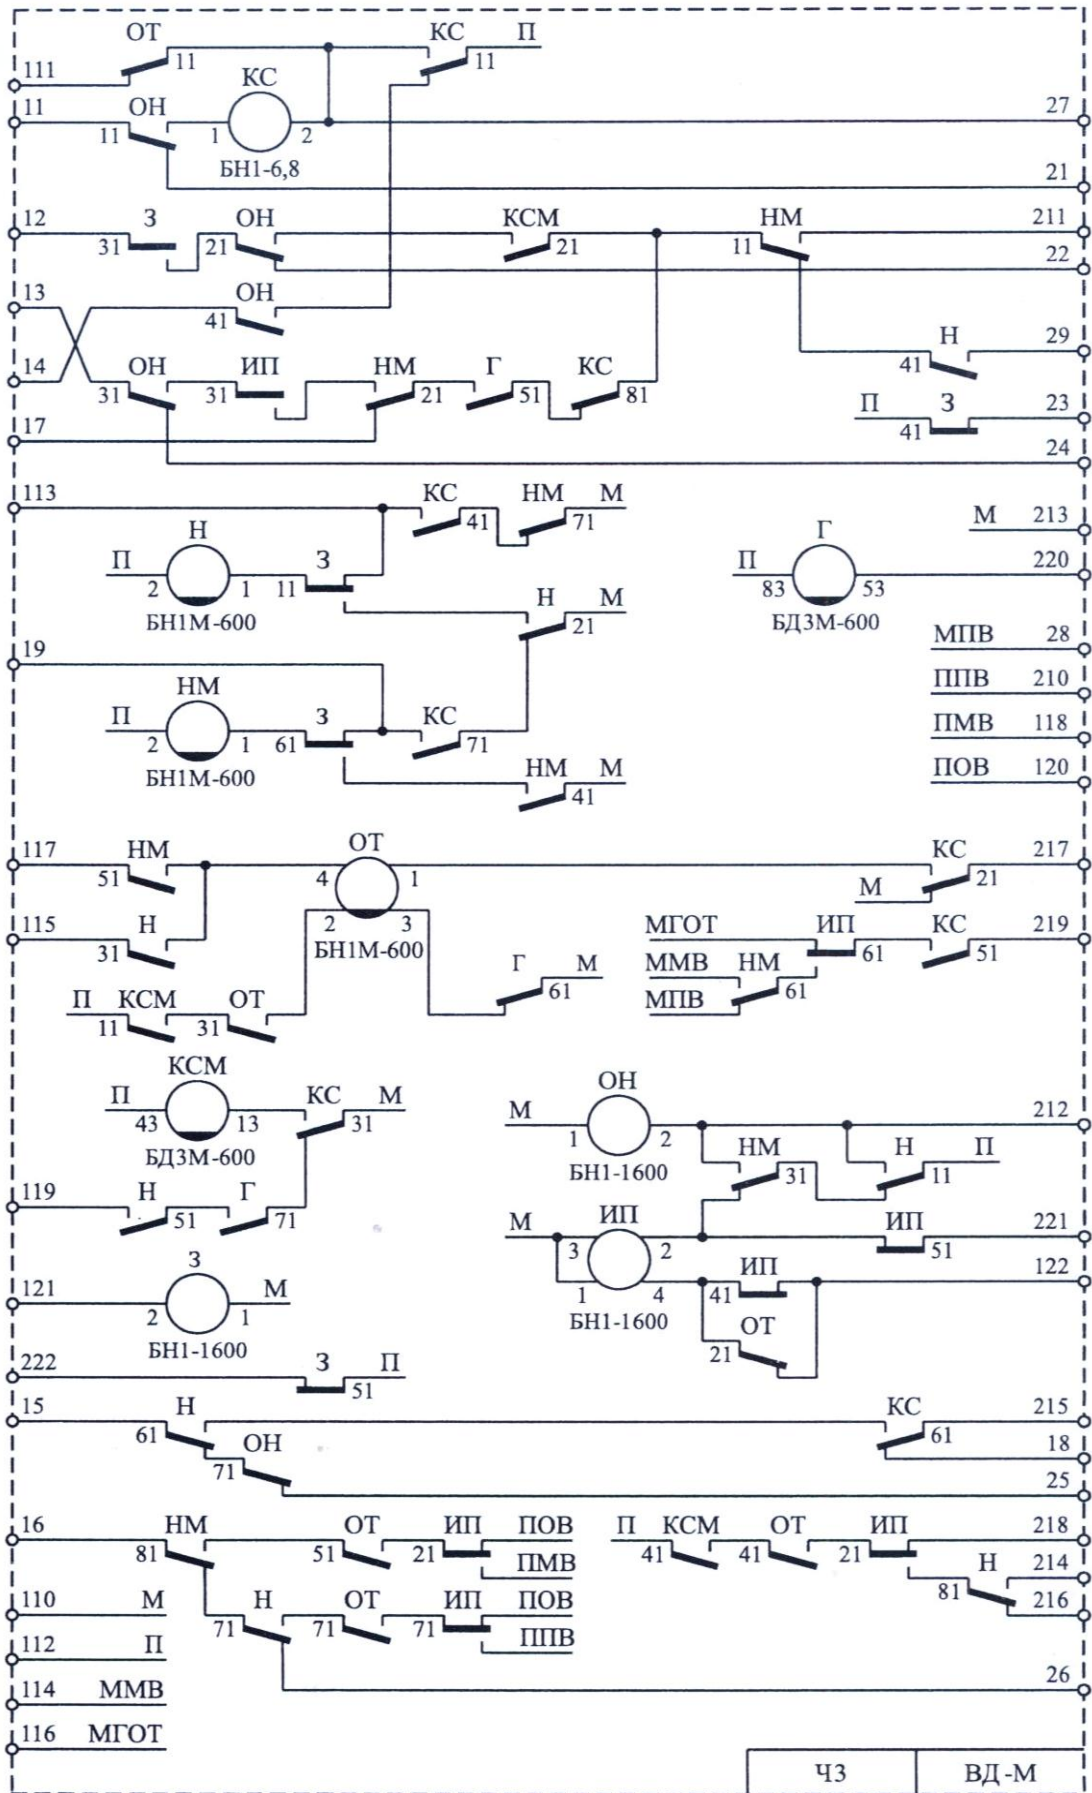 ОТ КС П
111 11 11
КС
11 ОН 27
11 1 2
БН1-6,8
21
12 З ОН КСМ НМ 211
31 21 21 11
22
13 ОН
41
Н 29
41
14 ОН ИП НМ Г КС
31 31 21 51 81
П З 23
41
17
24
113 КС НМ М
41 71
М 213
Н З Г
П 2 1 11 П 83 53 220
БН1М-600 БД3М-600
Н М
21
МПВ 28
19
НМ
ППВ 210
П 2 1 З 61 КС 71
ПМВ 118
БН1М-600
НМ М
41
ПОВ 120
117 НМ ОТ КС 217
51 4 1 21
М
2 3
115 Н БН1М-600 МГОТ ИП КС 219
31 61 51
Г М ММВ НМ
61 МПВ 61
П КСМ ОТ
11 31
КСМ ОН
П 43 13 КС М М 1 2 212
31
БД3М-600 БН1-1600
НМ Н П
31 11
119 Н Г
51 71
М ИП ИП 221
3 2 51
З ИП 122
121 2 1 М 1 4 41
БН1-1600 БН1-1600
ОТ
21
222 З П
51
15 Н КС 215
61 61
ОН 18
71
25
16 НМ ОТ ИП ПОВ П КСМ ОТ ИП 218
81 51 21 ПМВ 41 41 21
Н 214
81
110 М Н ОТ ИП ПОВ 216
71 71 71 ППВ
112 П
114 ММВ 26
116 МГОТ
ЧЗ ВД-М